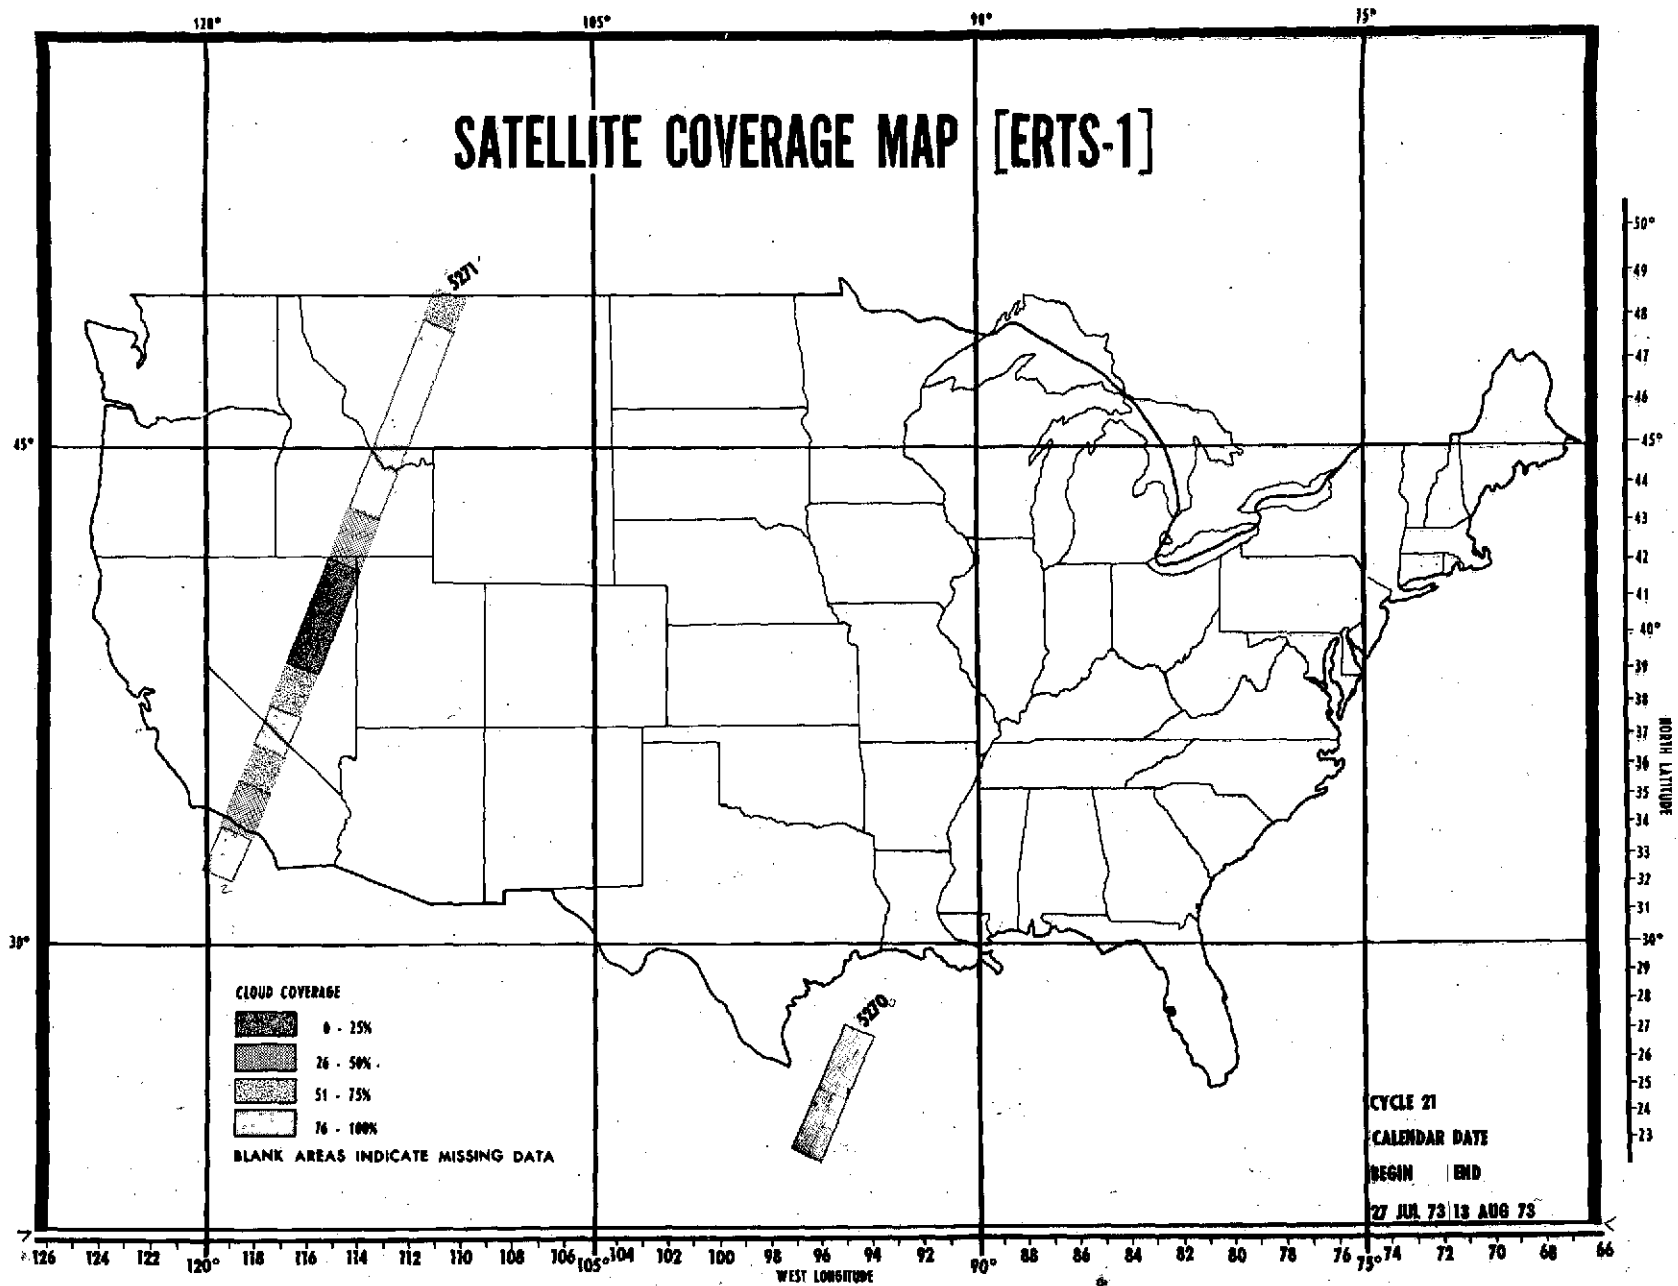 120° 105° 90° 75°
SATELLITE COVERAGE MAP [ERTS-1]
5271
50°
49
48
47
46
45° 45°
44
43
42
41
40°
39
38
37
36
35
34
33
32
31
30° 30°
29
28
27
26
25
24
23
NORTH LATITUDE
2
5270
CLOUD COVERAGE
0 - 25%
26 - 50%
51 - 75%
76 - 100%
BLANK AREAS INDICATE MISSING DATA
CYCLE 21
CALENDAR DATE
BEGIN END
27 JUL 73 13 AUG 73
126 124 122 120° 118 116 114 112 110 108 106 105° 104 102 100 98 96 94 92 90° 88 86 84 82 80 78 76 75° 74 72 70 68 66
WEST LONGITUDE